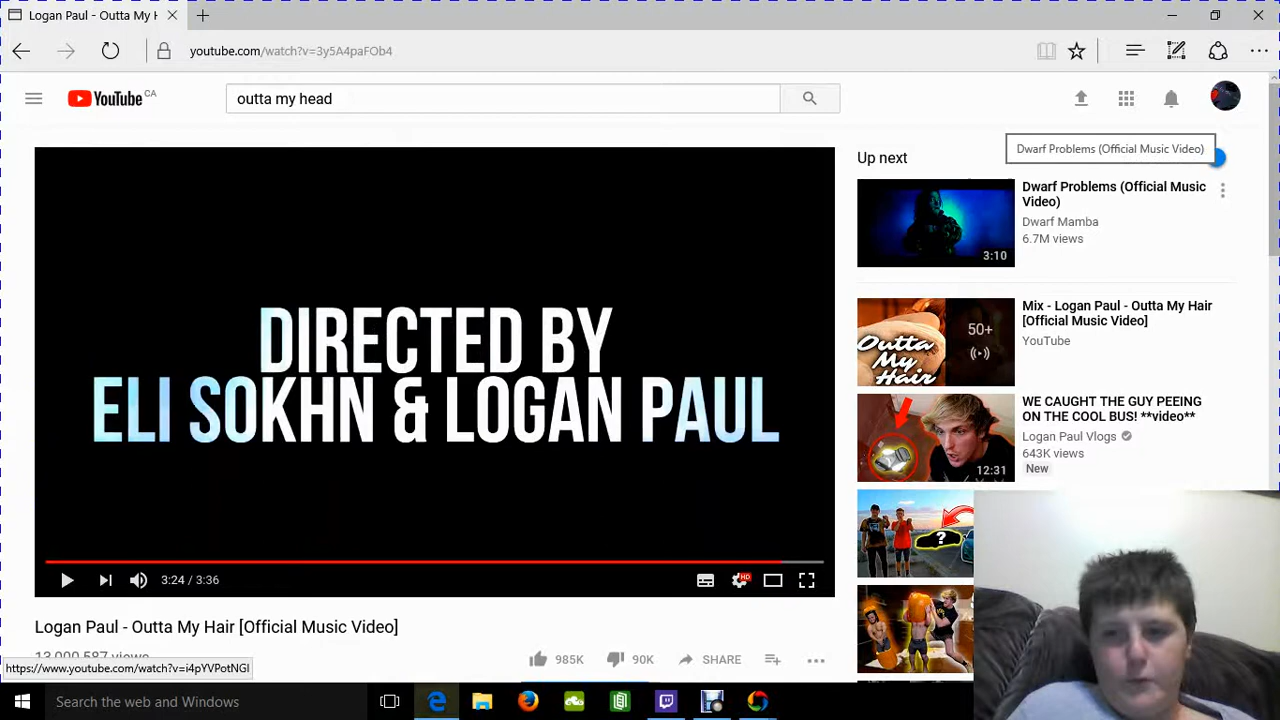 Logan Paul - Outta My H
youtube.com/watch?v=3y5A4paFOb4
YouTube CA
outta my head
Dwarf Problems (Official Music Video)
DIRECTED BY
ELI SOKHN & LOGAN PAUL
3:24 / 3:36
HD
Logan Paul - Outta My Hair [Official Music Video]
13,000,587 views
985K
90K
SHARE
https://www.youtube.com/watch?v=i4pYVPotNGI
Up next
Dwarf Problems (Official Music
Video)
Dwarf Mamba
6.7M views
3:10
Mix - Logan Paul - Outta My Hair
[Official Music Video]
YouTube
50+
Outta
My
Hair
WE CAUGHT THE GUY PEEING
ON THE COOL BUS! **video**
Logan Paul Vlogs
643K views
New
12:31
?
Search the web and Windows